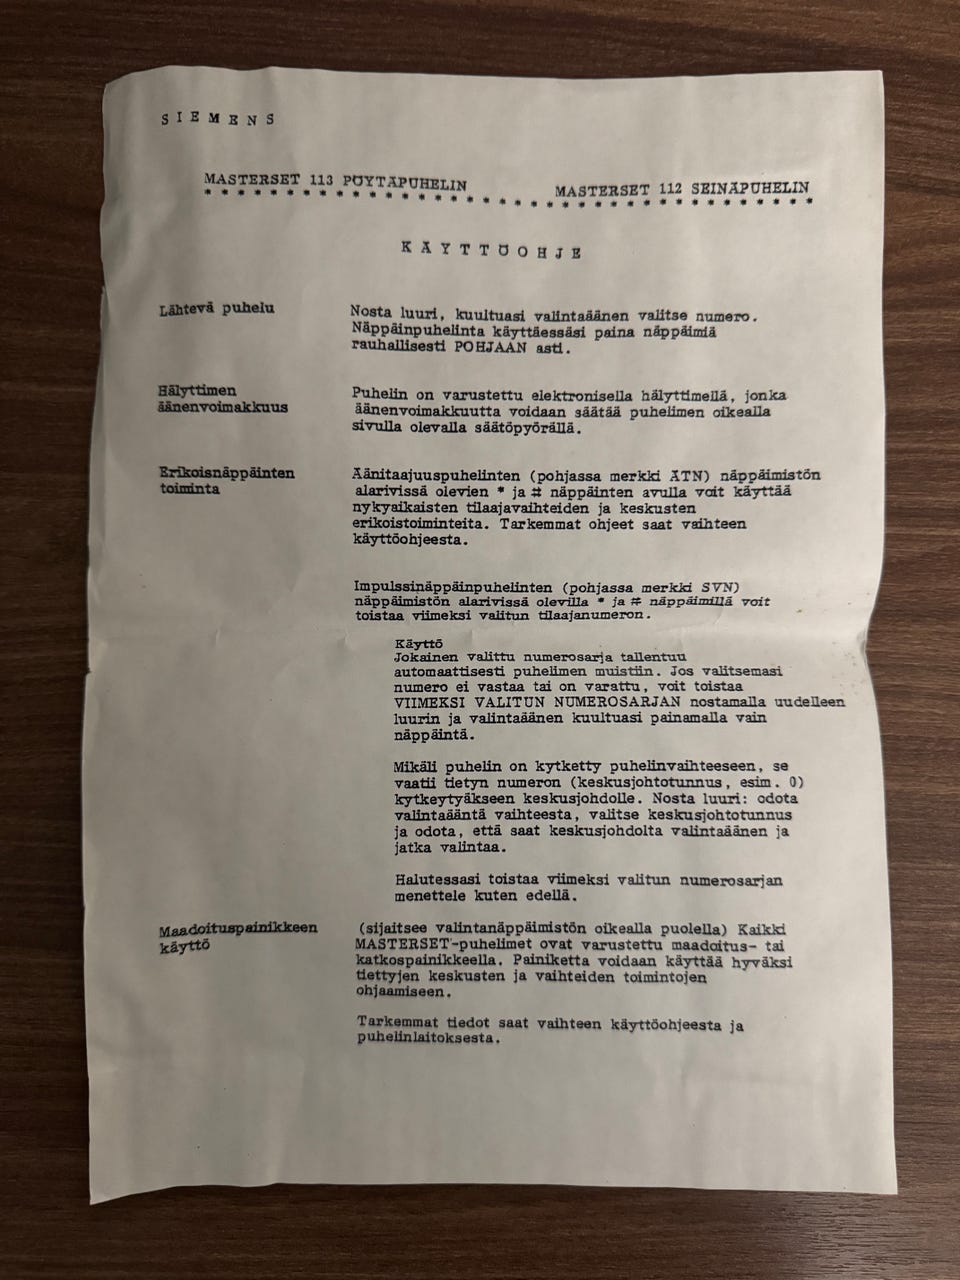 S I E M E N S
MASTERSET 113 PÖYTÄPUHELIN MASTERSET 112 SEINÄPUHELIN
* * * * * * * * * * * * * * * * * * * * * * * * * * * * * * * * * * * * * * *
K Ä Y T T Ö O H J E
Lähtevä puhelu Nosta luuri, kuultuasi valintaäänen valitse numero.
Näppäinpuhelinta käyttäessäsi paina näppäimiä
rauhallisesti POHJAAN asti.
Hälyttimen Puhelin on varustettu elektronisella hälyttimellä, jonka
äänenvoimakkuus äänenvoimakkuutta voidaan säätää puhelimen oikealla
sivulla olevalla säätöpyörällä.
Erikoisnäppäinten Äänitaajuuspuhelinten (pohjassa merkki ATN) näppäimistön
toiminta alarivissä olevien * ja # näppäinten avulla voit käyttää
nykyaikaisten tilaajavaihteiden ja keskusten
erikoistoiminteita. Tarkemmat ohjeet saat vaihteen
käyttöohjeesta.
Impulssinäppäinpuhelinten (pohjassa merkki SVN)
näppäimistön alarivissä olevilla * ja # näppäimillä voit
toistaa viimeksi valitun tilaajanumeron.
Käyttö
Jokainen valittu numerosarja tallentuu
automaattisesti puhelimen muistiin. Jos valitsemasi
numero ei vastaa tai on varattu, voit toistaa
VIIMEKSI VALITUN NUMEROSARJAN nostamalla uudelleen
luurin ja valintaäänen kuultuasi painamalla vain
näppäintä.
Mikäli puhelin on kytketty puhelinvaihteeseen, se
vaatii tietyn numeron (keskusjohtotunnus, esim. 0)
kytkeytyäkseen keskusjohdolle. Nosta luuri: odota
valintaääntä vaihteesta, valitse keskusjohtotunnus
ja odota, että saat keskusjohdolta valintaäänen ja
jatka valintaa.
Halutessasi toistaa viimeksi valitun numerosarjan
menettele kuten edellä.
Maadoituspainikkeen (sijaitsee valintanäppäimistön oikealla puolella) Kaikki
käyttö MASTERSET-puhelimet ovat varustettu maadoitus- tai
katkospainikkeella. Painiketta voidaan käyttää hyväksi
tiettyjen keskusten ja vaihteiden toimintojen
ohjaamiseen.
Tarkemmat tiedot saat vaihteen käyttöohjeesta ja
puhelinlaitoksesta.